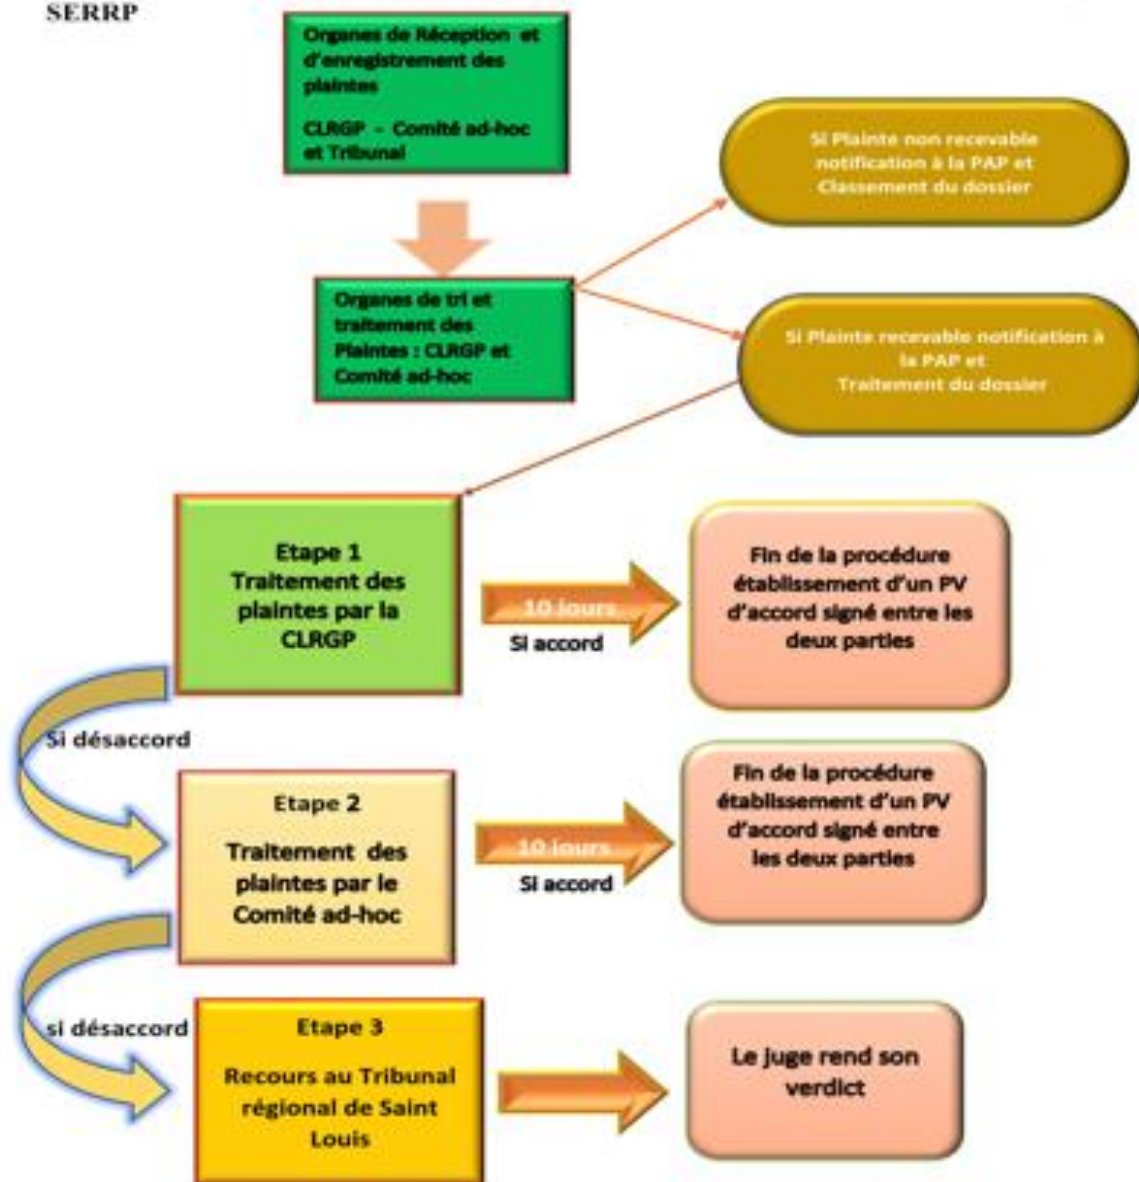 SERRP
Organes de Réception et
d'enregistrement des
plaintes
CLRGP - Comité ad-hoc
et Tribunal
Si Plainte non recevable
notification à la PAP et
Classement du dossier
Organes de tri et
traitement des
Plaintes : CLRGP et
Comité ad-hoc
Si Plainte recevable notification à
la PAP et
Traitement du dossier
Etape 1
Traitement des
plaintes par la
CLRGP
10 jours
Si accord
Fin de la procédure
établissement d'un PV
d'accord signé entre les
deux parties
Si désaccord
Etape 2
Traitement des
plaintes par le
Comité ad-hoc
10 jours
Si accord
Fin de la procédure
établissement d'un PV
d'accord signé entre
les deux parties
si désaccord
Etape 3
Recours au Tribunal
régional de Saint
Louis
Le juge rend son
verdict